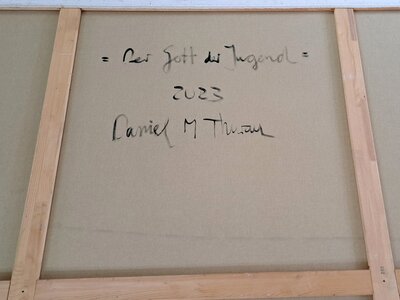 = Der Gott der Jugend =
2023
Daniel M Thurau